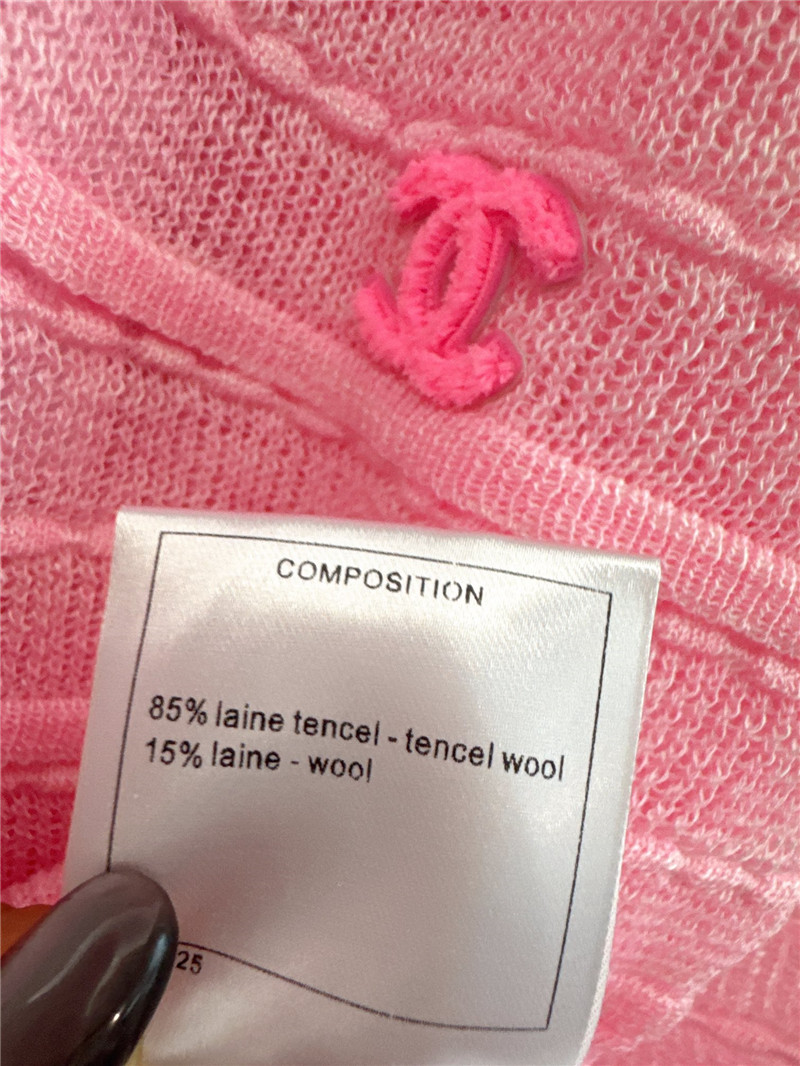 COMPOSITION
85% laine tencel - tencel wool
15% laine - wool
25